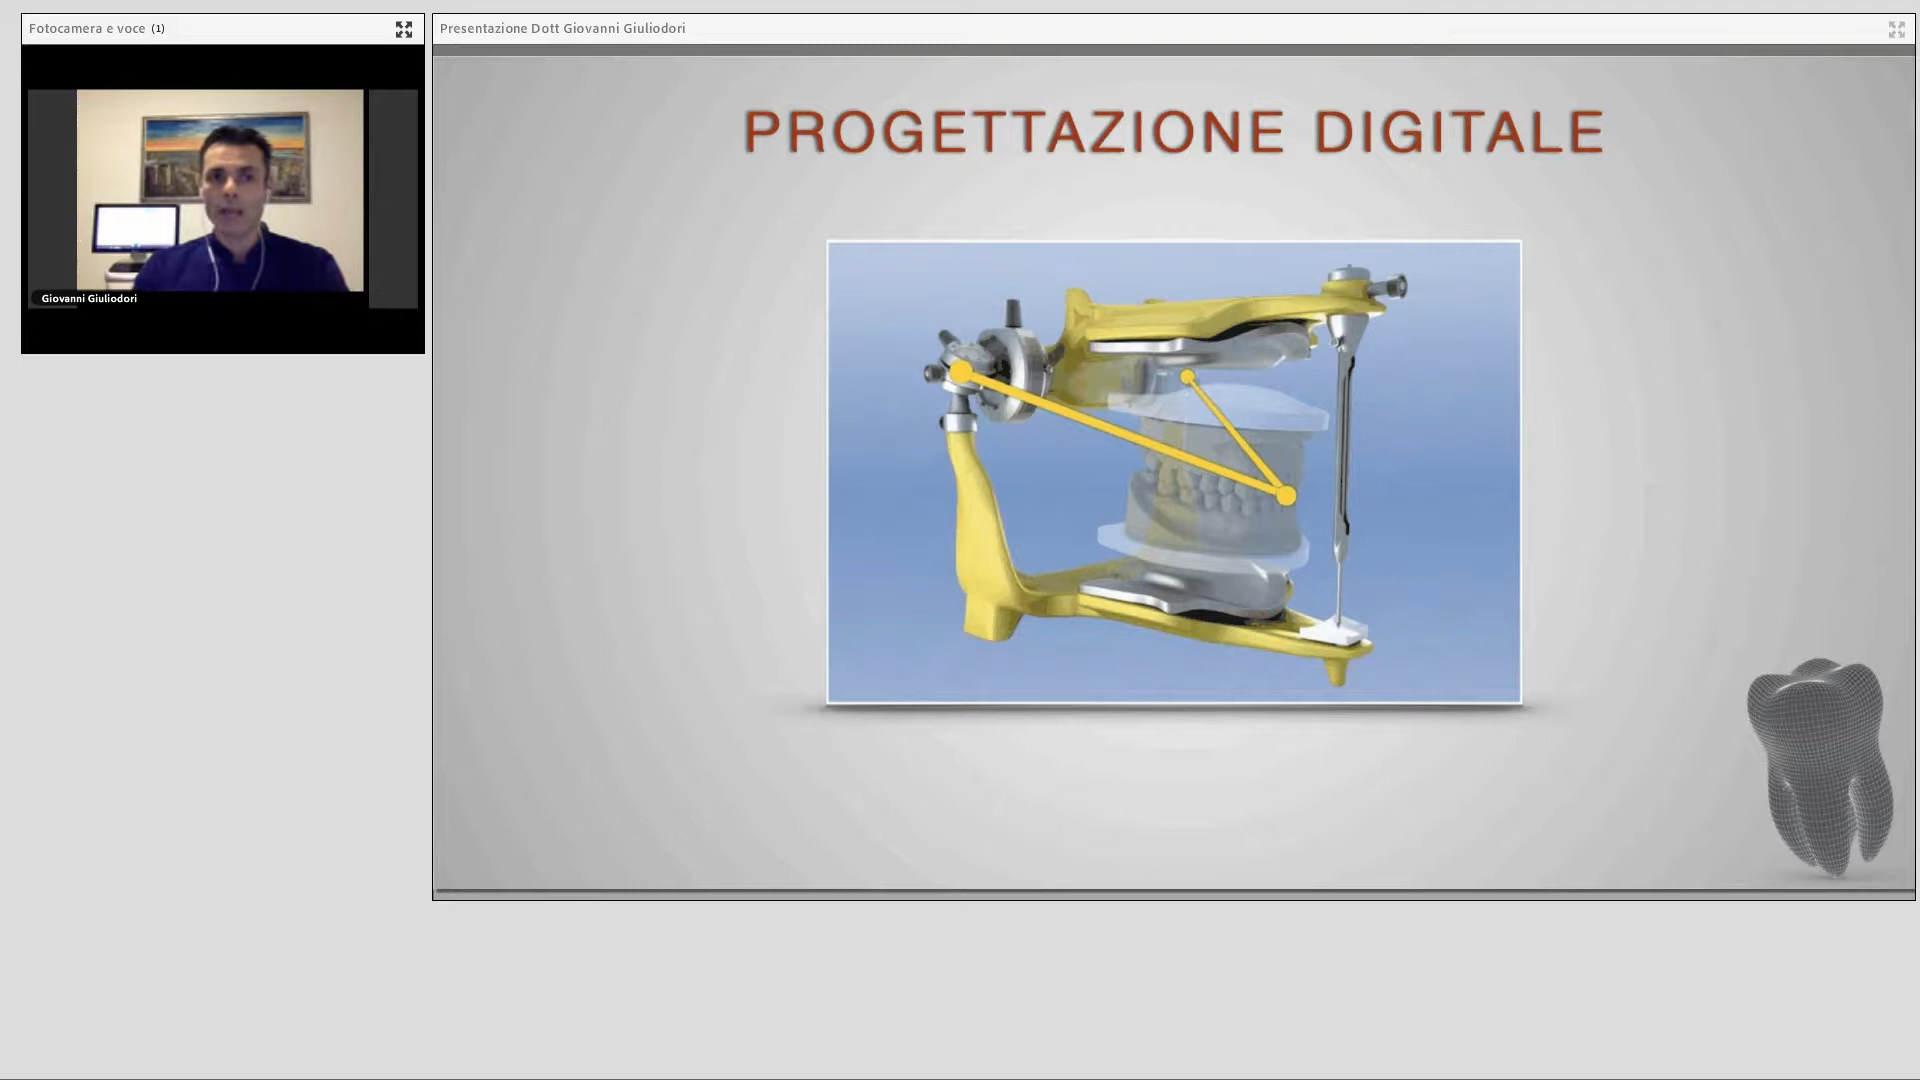 Fotocamera e voce (1)
Presentazione Dott Giovanni Giuliodori
PROGETTAZIONE DIGITALE
Giovanni Giuliodori